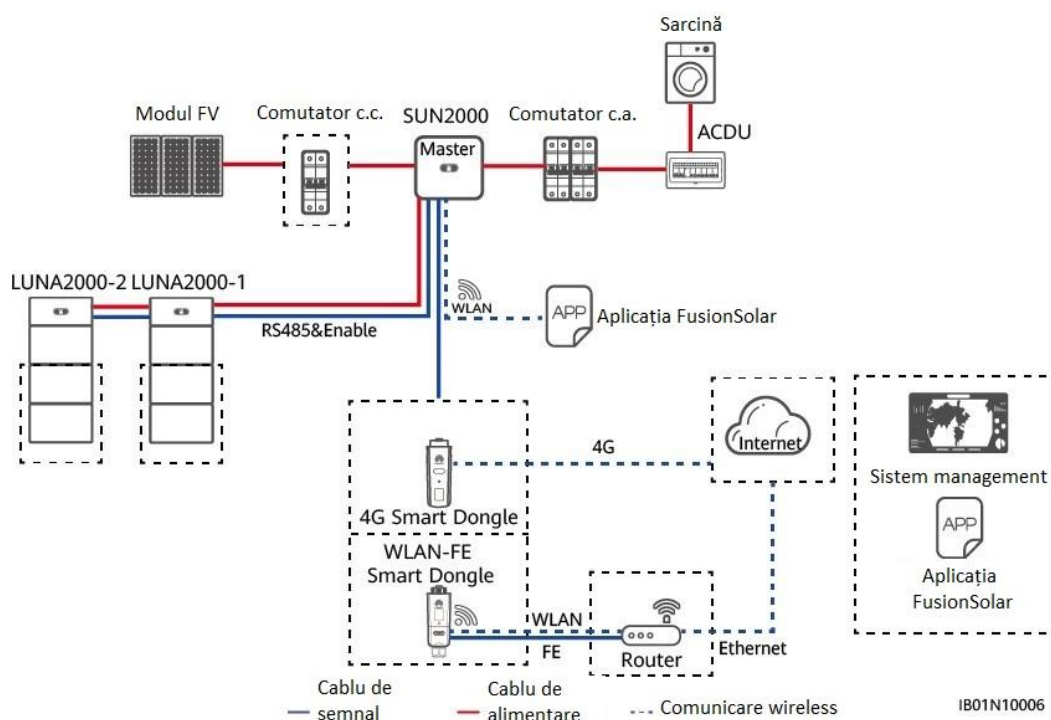 Sarcină
Modul FV
Comutator c.c.
SUN2000
Comutator c.a.
ACDU
Master
LUNA2000-2 LUNA2000-1
RS485&Enable
WLAN
APP
Aplicația FusionSolar
Internet
4G
4G Smart Dongle
Sistem management
APP
Aplicația
FusionSolar
WLAN-FE
Smart Dongle
WLAN
FE
Router
Ethernet
Cablu de
semnal
Cablu de
alimentare
Comunicare wireless
IB01N10006